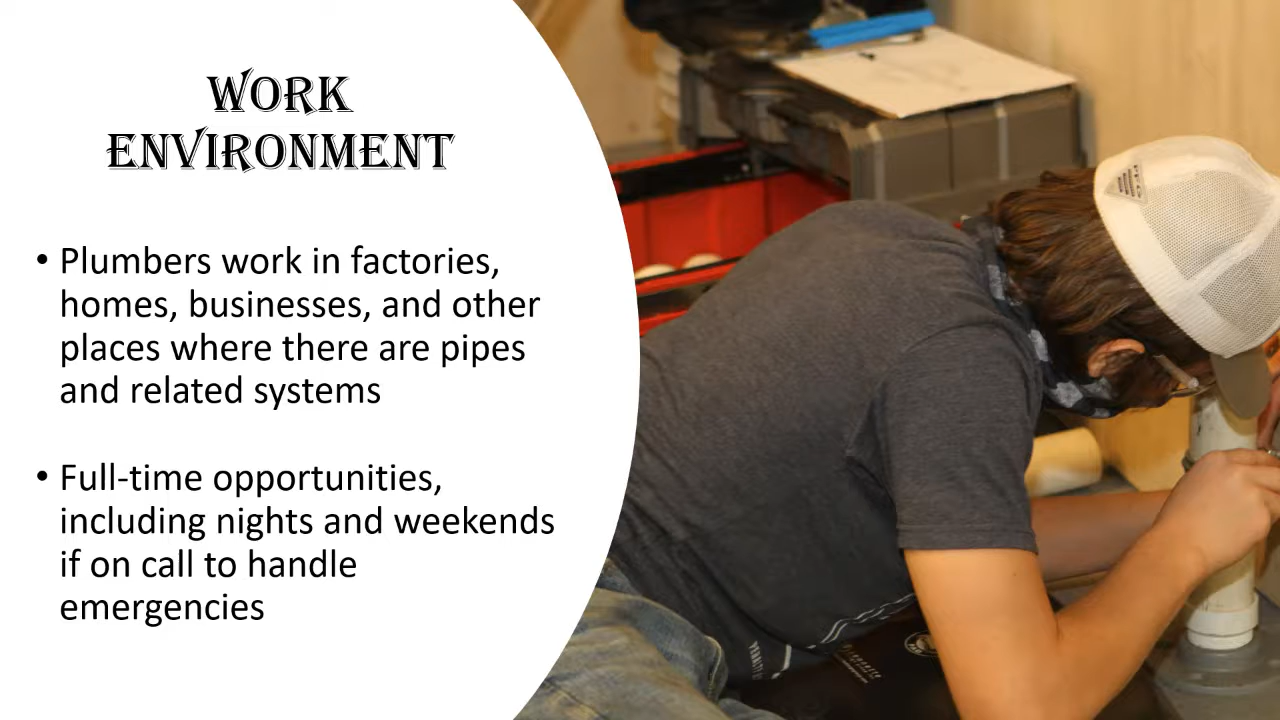 WORK
ENVIRONMENT
• Plumbers work in factories,
homes, businesses, and other
places where there are pipes
and related systems
• Full-time opportunities,
including nights and weekends
if on call to handle
emergencies